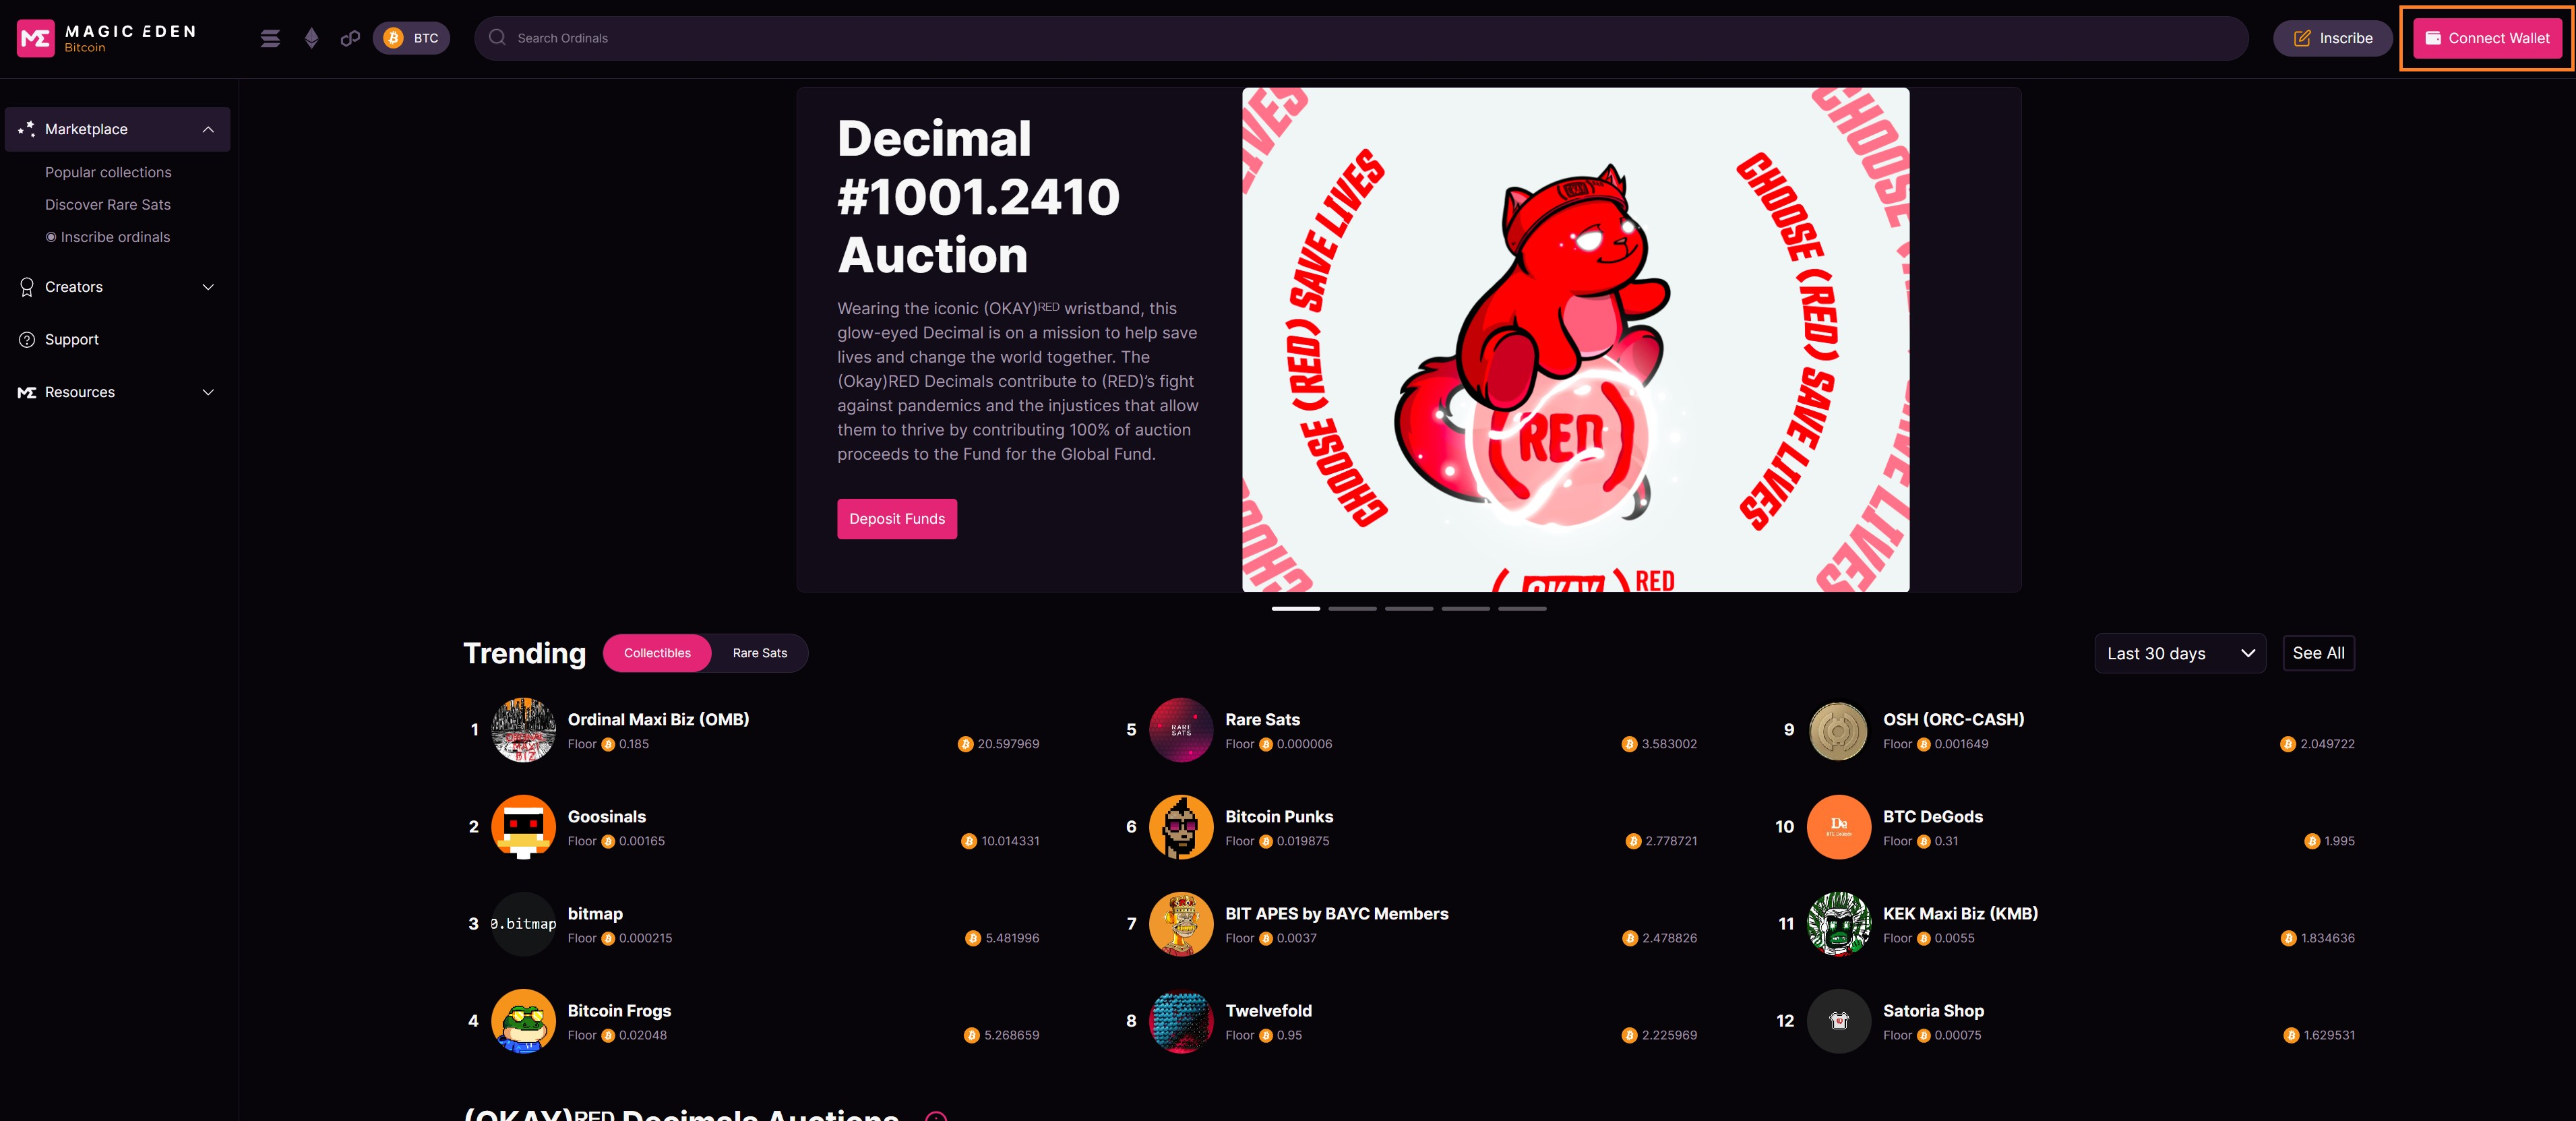 MAGIC EDEN
Bitcoin
BTC
Search Ordinals
Inscribe
Connect Wallet
Marketplace
Popular collections
Discover Rare Sats
Inscribe ordinals
Creators
Support
Resources
Decimal
#1001.2410
Auction
Wearing the iconic (OKAY)ᴿᴱᴰ wristband, this
glow-eyed Decimal is on a mission to help save
lives and change the world together. The
(Okay)RED Decimals contribute to (RED)’s fight
against pandemics and the injustices that allow
them to thrive by contributing 100% of auction
proceeds to the Fund for the Global Fund.
Deposit Funds
CHOOSE (RED) SAVE LIVES
CHOOSE (RED) SAVE LIVES
(RED)
(OKAY)RED
Trending
Collectibles
Rare Sats
Last 30 days
See All
1
Ordinal Maxi Biz (OMB)
Floor 0.185
20.597969
2
Goosinals
Floor 0.00165
10.014331
3
0.bitmap
bitmap
Floor 0.000215
5.481996
4
Bitcoin Frogs
Floor 0.02048
5.268659
5
RARE
SATS
Rare Sats
Floor 0.000006
3.583002
6
Bitcoin Punks
Floor 0.019875
2.778721
7
BIT APES by BAYC Members
Floor 0.0037
2.478826
8
Twelvefold
Floor 0.95
2.225969
9
OSH (ORC-CASH)
Floor 0.001649
2.049722
10
De
BTC DeGods
Floor 0.31
1.995
11
KEK Maxi Biz (KMB)
Floor 0.0055
1.834636
12
Satoria Shop
Floor 0.00075
1.629531
(OKAY)ᴿᴱᴰ Decimals Auctions